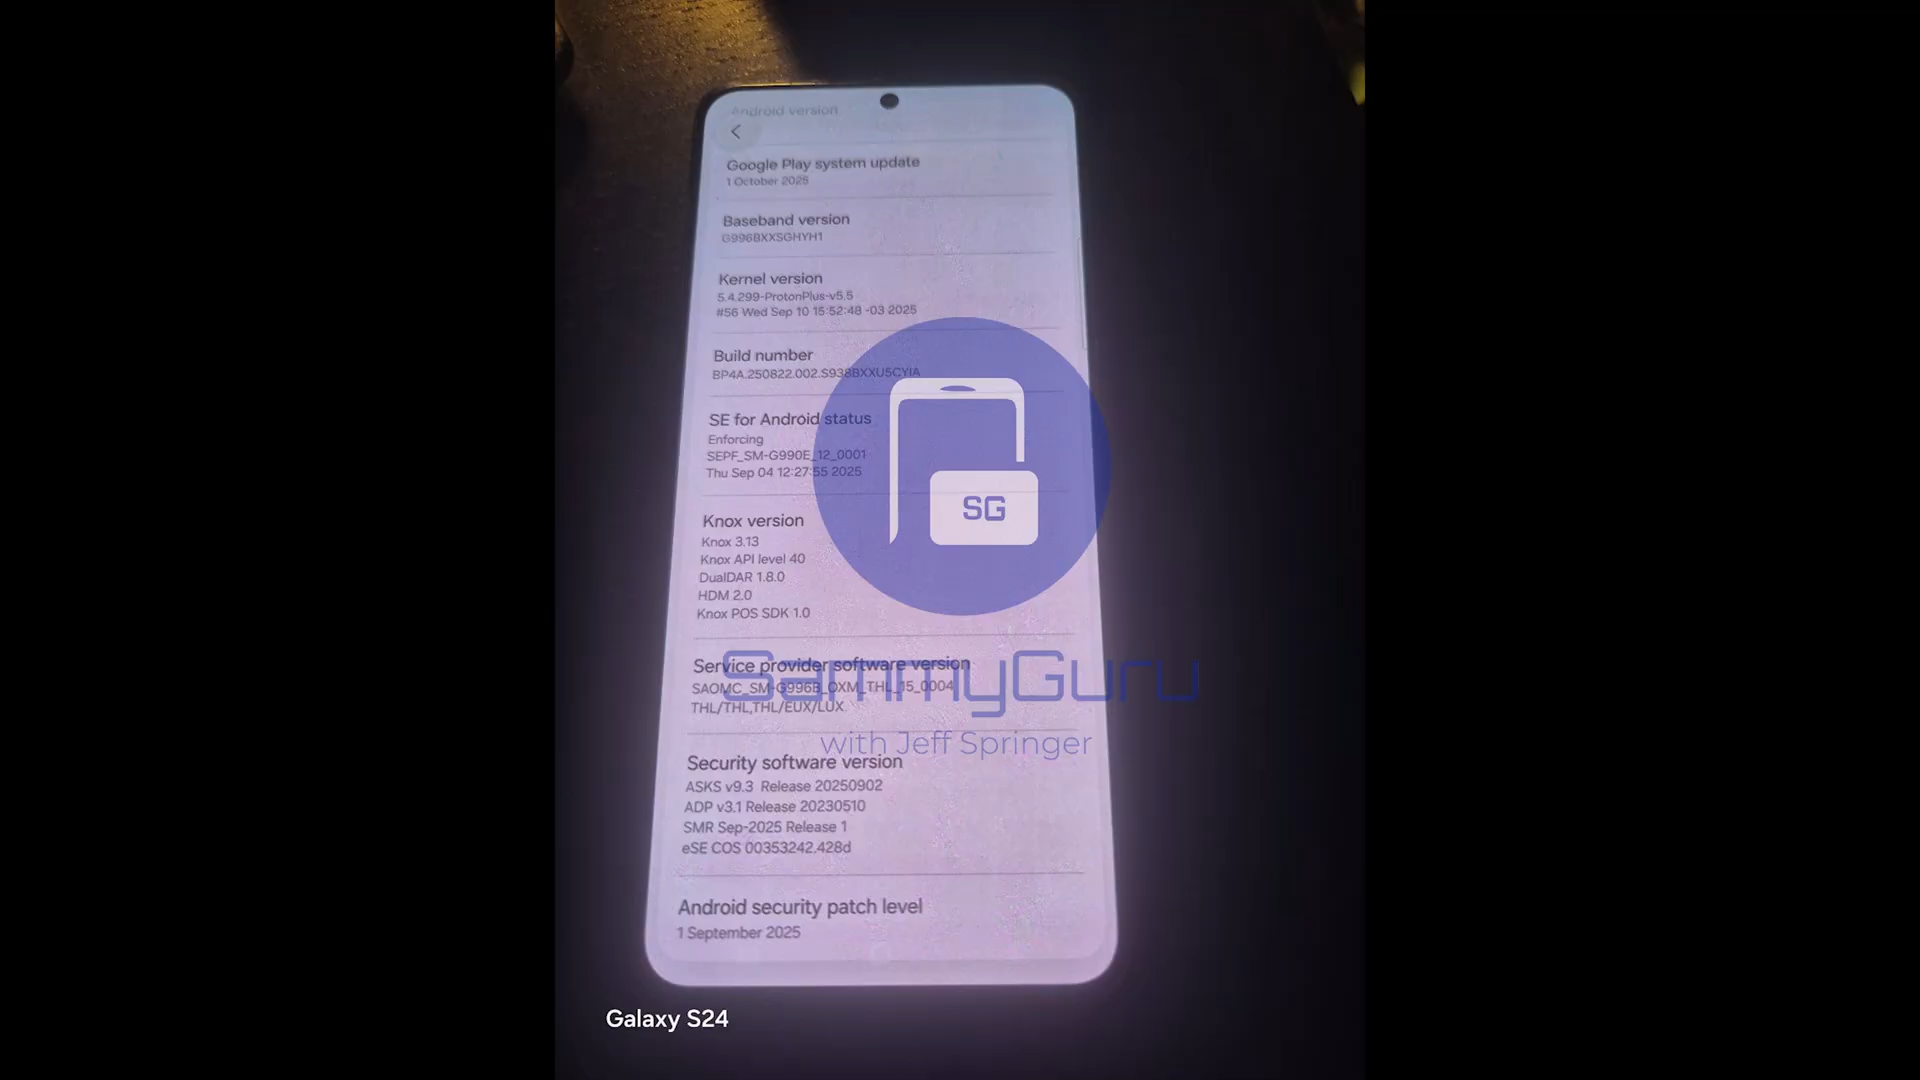 Android version
Google Play system update
1 October 2025
Baseband version
G996BXXSGHYH1
Kernel version
5.4.299-ProtonPlus-v5.5
#56 Wed Sep 10 15:52:48 -03 2025
Build number
BP4A.250822.002.S938BXXU5CYIA
SE for Android status
Enforcing
SEPF_SM-G990E_12_0001
Thu Sep 04 12:27:55 2025
SG
Knox version
Knox 3.13
Knox API level 40
DualDAR 1.8.0
HDM 2.0
Knox POS SDK 1.0
Service provider software version
SAOMC_SM-G996B_OXM_THL_15_0004
THL/THL,THL/EUX/LUX
SammyGuru
with Jeff Springer
Security software version
ASKS v9.3 Release 20250902
ADP v3.1 Release 20230510
SMR Sep-2025 Release 1
eSE COS 00353242.428d
Android security patch level
1 September 2025
Galaxy S24